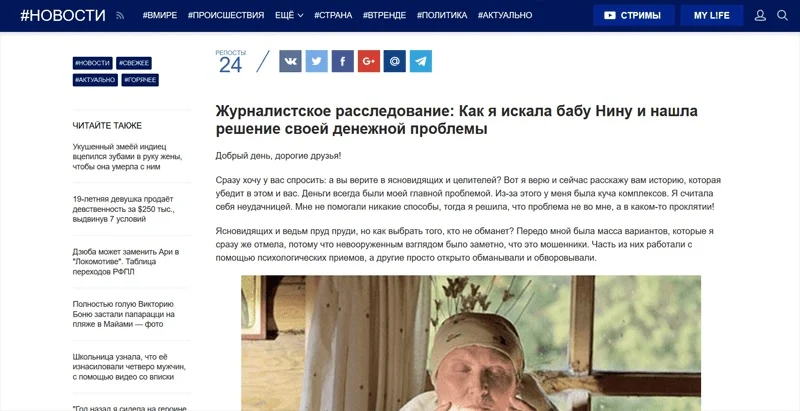 #НОВОСТИ #ВМИРЕ #ПРОИСШЕСТВИЯ ЕЩЁ #СТРАНА #ВТРЕНДЕ #ПОЛИТИКА #АКТУАЛЬНО СТРИМЫ MY L!FE
#НОВОСТИ #СВЕЖЕЕ
#АКТУАЛЬНО #ГОРЯЧЕЕ
ЧИТАЙТЕ ТАКЖЕ
Укушенный змеёй индиец
вцепился зубами в руку жены,
чтобы она умерла с ним
19-летняя девушка продаёт
девственность за $250 тыс.,
выдвинув 7 условий
Дзюба может заменить Ари в
"Локомотиве". Таблица
переходов РФПЛ
Полностью голую Викторию
Боню застали папарацци на
пляже в Майами — фото
Школьница узнала, что её
изнасиловали четверо мужчин,
с помощью видео со вписки
"Год назад я сидела на героине
РЕПОСТЫ
24
Журналистское расследование: Как я искала бабу Нину и нашла
решение своей денежной проблемы
Добрый день, дорогие друзья!
Сразу хочу у вас спросить: а вы верите в ясновидящих и целителей? Вот я верю и сейчас расскажу вам историю, которая
убедит в этом и вас. Деньги всегда были моей главной проблемой. Из-за этого у меня была куча комплексов. Я считала
себя неудачницей. Мне не помогали никакие способы, тогда я решила, что проблема не во мне, а в каком-то проклятии!
Ясновидящих и ведьм пруд пруди, но как выбрать того, кто не обманет? Передо мной была масса вариантов, которые я
сразу же отмела, потому что невооруженным взглядом было заметно, что это мошенники. Часть из них работали с
помощью психологических приемов, а другие просто открыто обманывали и обворовывали.